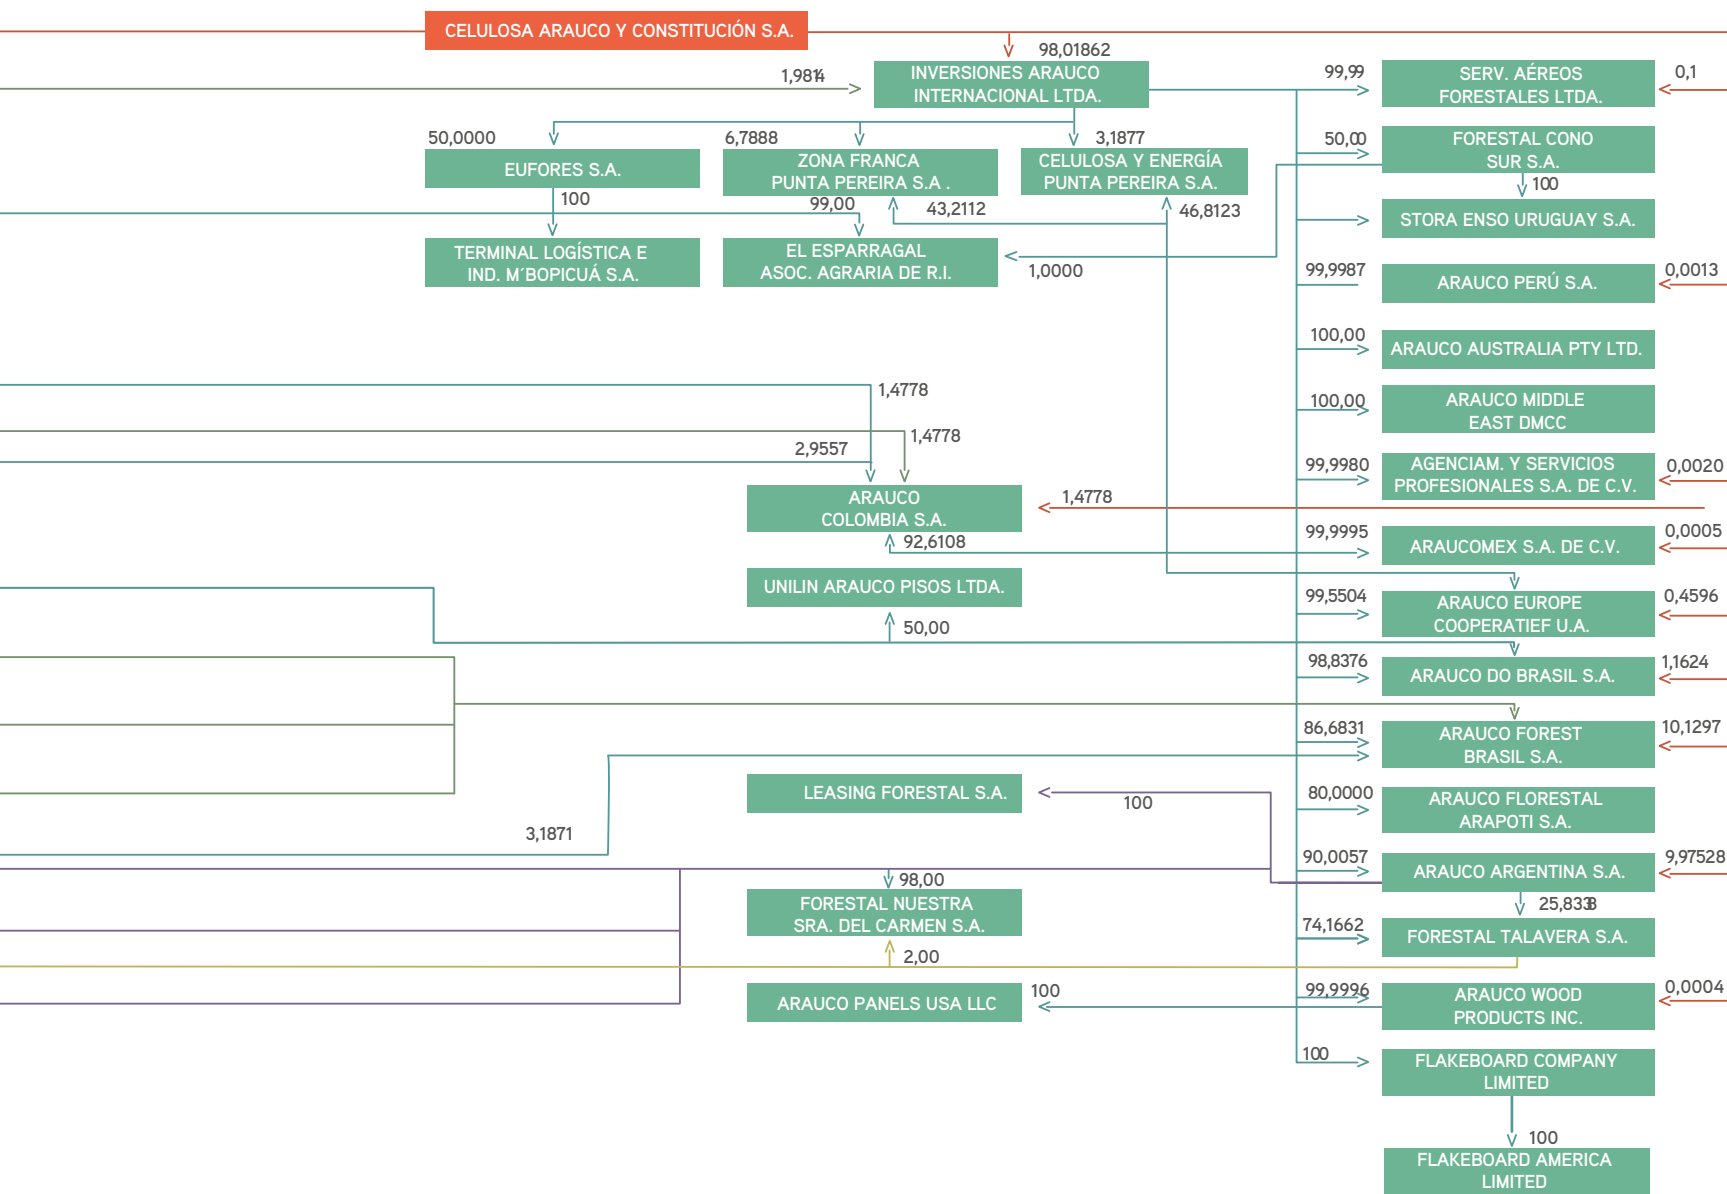 CELULOSA ARAUCO Y CONSTITUCIÓN S.A.
98,01862
1,9814
INVERSIONES ARAUCO
INTERNACIONAL LTDA.
99,99
SERV. AÉREOS
FORESTALES LTDA.
0,1
50,0000
EUFORES S.A.
6,7888
ZONA FRANCA
PUNTA PEREIRA S.A .
3,1877
CELULOSA Y ENERGÍA
PUNTA PEREIRA S.A.
50,00
FORESTAL CONO
SUR S.A.
100
100
99,00
43,2112
46,8123
STORA ENSO URUGUAY S.A.
TERMINAL LOGÍSTICA E
IND. M´BOPICUÁ S.A.
EL ESPARRAGAL
ASOC. AGRARIA DE R.I.
1,0000
99,9987
ARAUCO PERÚ S.A.
0,0013
100,00
ARAUCO AUSTRALIA PTY LTD.
1,4778
100,00
ARAUCO MIDDLE
EAST DMCC
1,4778
2,9557
99,9980
AGENCIAM. Y SERVICIOS
PROFESIONALES S.A. DE C.V.
0,0020
ARAUCO
COLOMBIA S.A.
1,4778
92,6108
99,9995
ARAUCOMEX S.A. DE C.V.
0,0005
UNILIN ARAUCO PISOS LTDA.
99,5504
ARAUCO EUROPE
COOPERATIEF U.A.
0,4596
50,00
98,8376
ARAUCO DO BRASIL S.A.
1,1624
86,6831
ARAUCO FOREST
BRASIL S.A.
10,1297
LEASING FORESTAL S.A.
100
80,0000
ARAUCO FLORESTAL
ARAPOTI S.A.
3,1871
90,0057
ARAUCO ARGENTINA S.A.
9,97528
98,00
FORESTAL NUESTRA
SRA. DEL CARMEN S.A.
25,8338
74,1662
FORESTAL TALAVERA S.A.
2,00
ARAUCO PANELS USA LLC
100
99,9996
ARAUCO WOOD
PRODUCTS INC.
0,0004
100
FLAKEBOARD COMPANY
LIMITED
100
FLAKEBOARD AMERICA
LIMITED